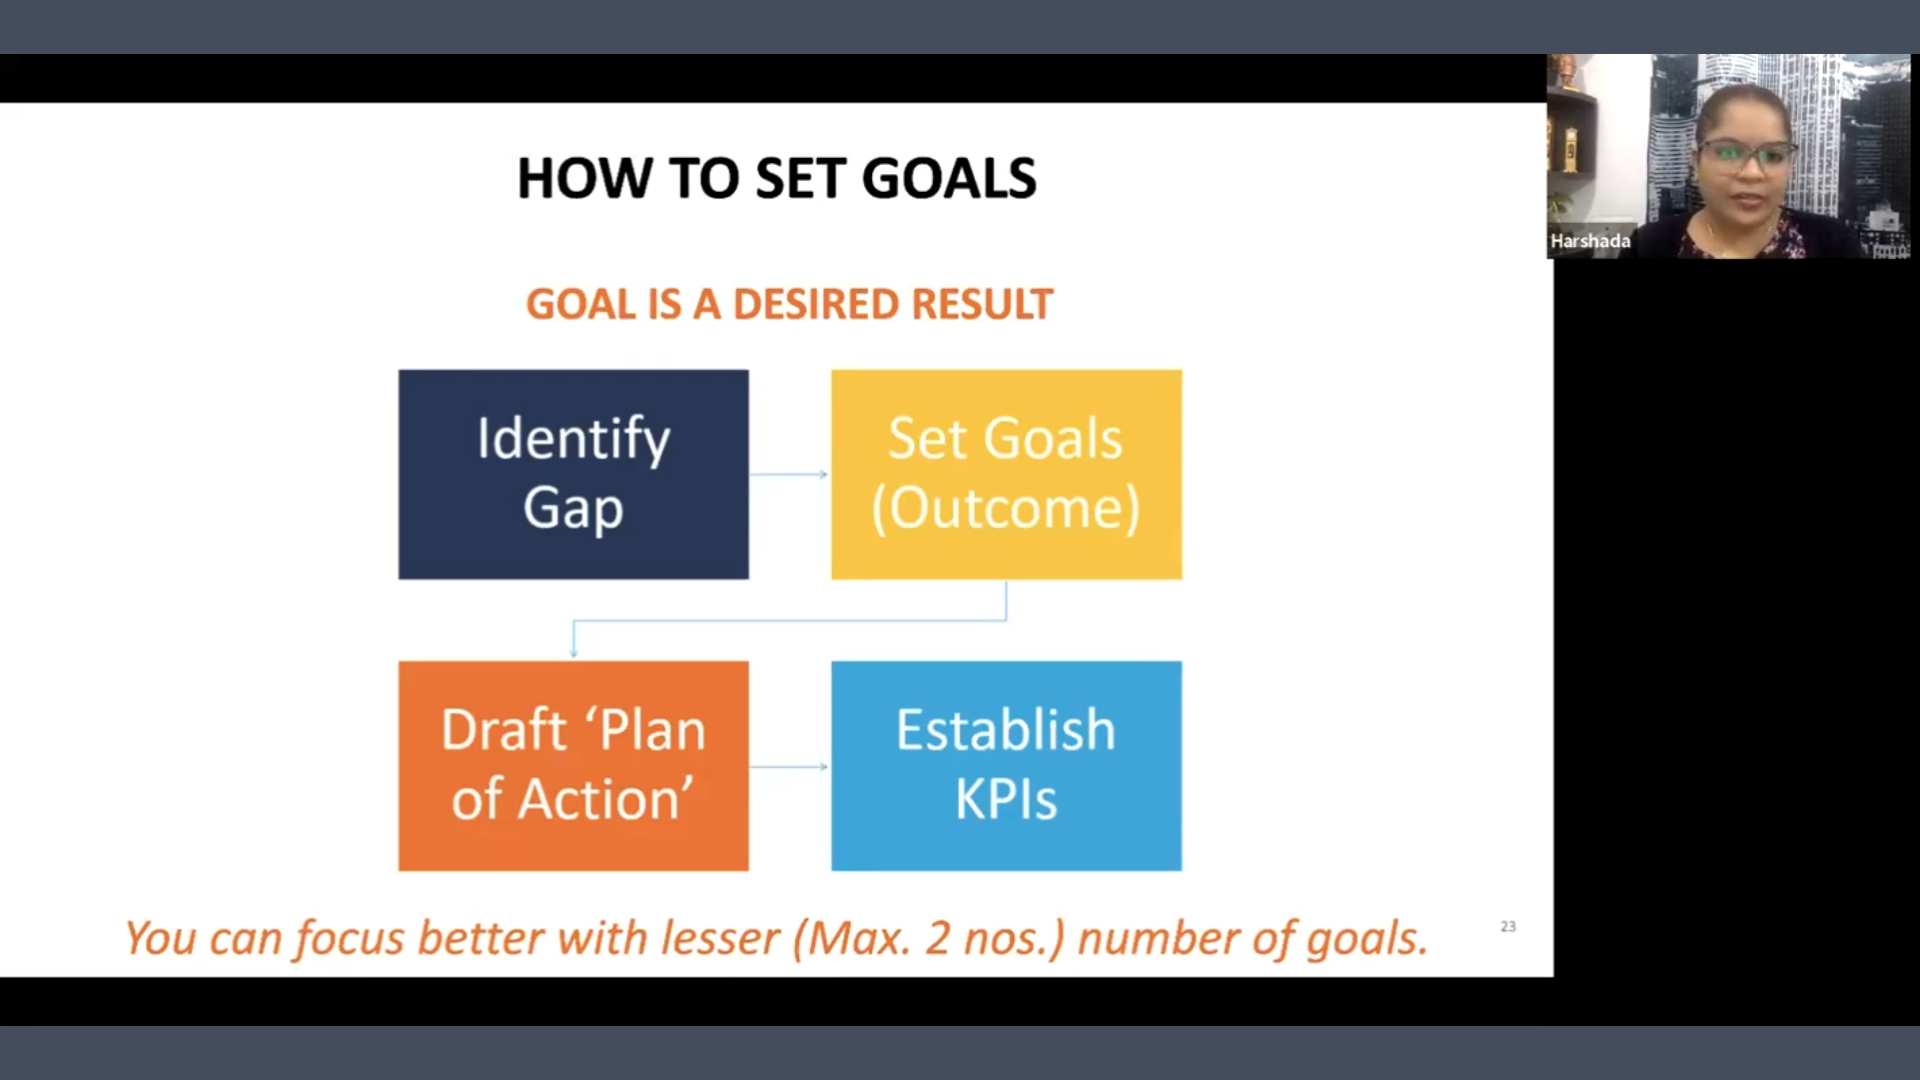 HOW TO SET GOALS
Harshada
GOAL IS A DESIRED RESULT
Identify
Gap
Set Goals
(Outcome)
Draft ‘Plan
of Action’
Establish
KPIs
You can focus better with lesser (Max. 2 nos.) number of goals.
23